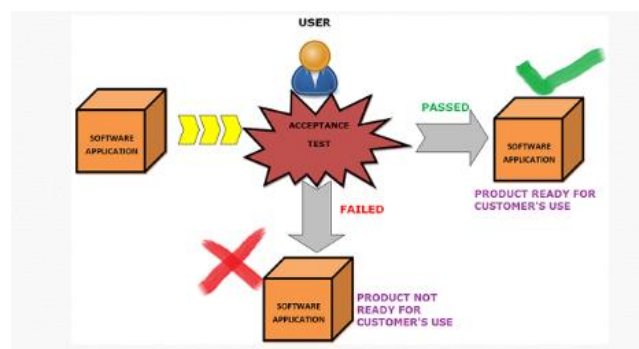 USER
SOFTWARE
APPLICATION
ACCEPTANCE
TEST
PASSED
SOFTWARE
APPLICATION
PRODUCT READY FOR
CUSTOMER'S USE
FAILED
SOFTWARE
APPLICATION
PRODUCT NOT
READY FOR
CUSTOMER'S USE